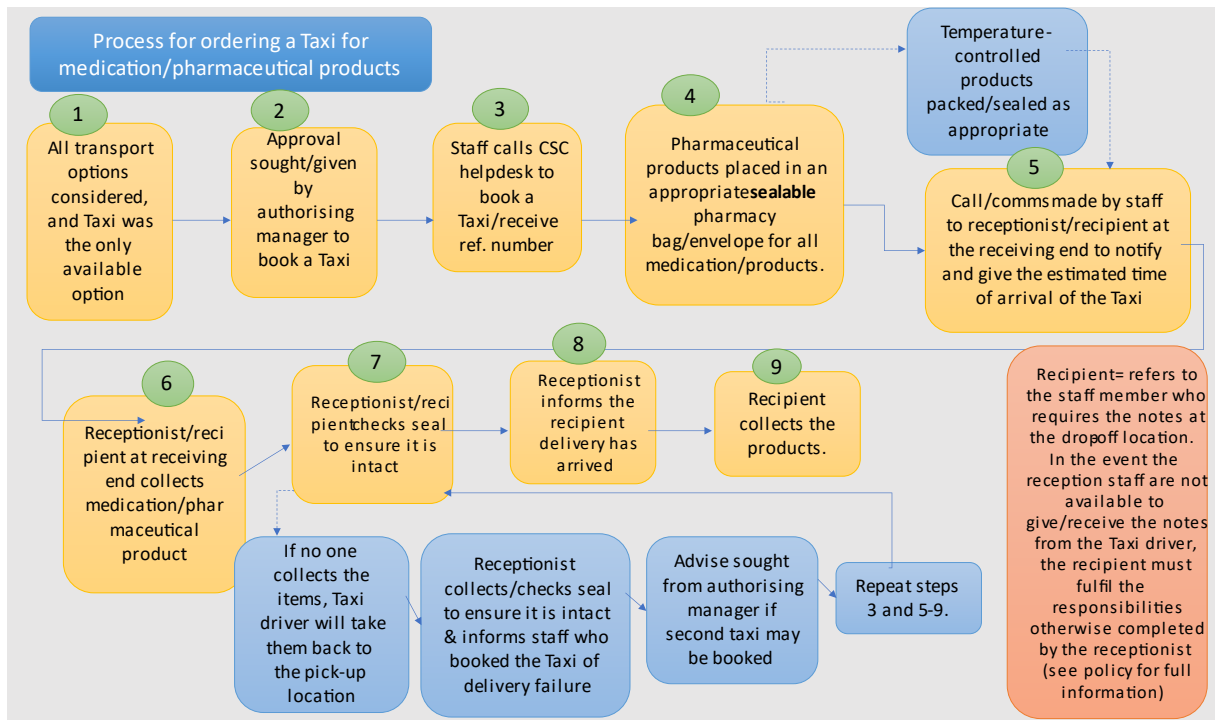 Process for ordering a Taxi for
medication/pharmaceutical products
1
All transport
options
considered,
and Taxi was
the only
available
option
2
Approval
sought/given
by
authorising
manager to
book a Taxi
3
Staff calls CSC
helpdesk to
book a
Taxi/receive
ref. number
4
Pharmaceutical
products placed in an
appropriate sealable
pharmacy
bag/envelope for all
medication/products.
Temperature-
controlled
products
packed/sealed as
appropriate
5
Call/comms made by staff
to receptionist/recipient at
the receiving end to notify
and give the estimated time
of arrival of the Taxi
6
Receptionist/reci
pient at receiving
end collects
medication/phar
maceutical
product
7
Receptionist/reci
pient checks seal
to ensure it is
intact
8
Receptionist
informs the
recipient
delivery has
arrived
9
Recipient
collects the
products.
If no one
collects the
items, Taxi
driver will take
them back to
the pick-up
location
Receptionist
collects/checks seal
to ensure it is intact
& informs staff who
booked the Taxi of
delivery failure
Advise sought
from authorising
manager if
second taxi may
be booked
Repeat steps
3 and 5-9.
Recipient= refers to
the staff member who
requires the notes at
the drop-off location.
In the event the
reception staff are not
available to
give/receive the notes
from the Taxi driver,
the recipient must
fulfil the
responsibilities
otherwise completed
by the receptionist
(see policy for full
information)